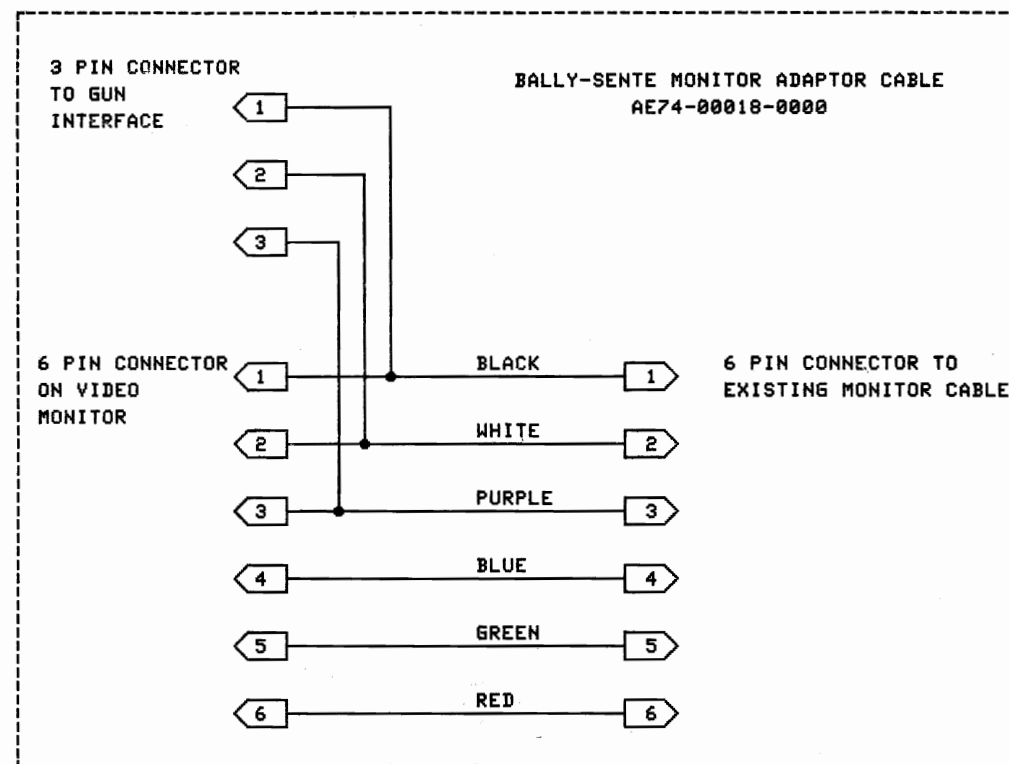 3 PIN CONNECTOR
TO GUN
INTERFACE
BALLY-SENTE MONITOR ADAPTOR CABLE
AE74-00018-0000
1
2
3
6 PIN CONNECTOR
ON VIDEO
MONITOR
6 PIN CONNECTOR TO
EXISTING MONITOR CABLE
1 BLACK 1
2 WHITE 2
3 PURPLE 3
4 BLUE 4
5 GREEN 5
6 RED 6